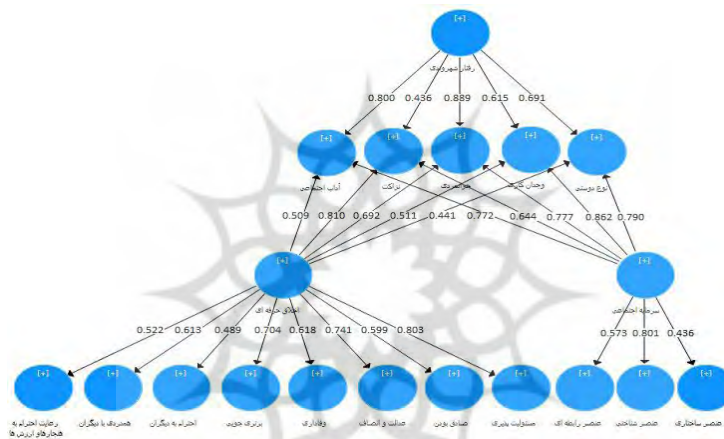 [+]
رفتار شهروندی
0.800 0.436 0.889 0.615 0.691
[+] [+] [+] [+] [+]
آداب اجتماعی نزاکت جوانمردی وجدان کاری نوع دوستی
0.509 0.810 0.692 0.511 0.441 0.772 0.644 0.777 0.862 0.790
[+] [+]
اخلاق حرفه ای سرمایه اجتماعی
0.522 0.613 0.489 0.704 0.618 0.741 0.599 0.803 0.573 0.801 0.436
[+] [+] [+] [+] [+] [+] [+] [+] [+] [+] [+]
رعایت احترام به همدردی با دیگران احترام به دیگران برتری جویی وفاداری عدالت و انصاف صادق بودن مسئولیت پذیری عنصر رابطه ای عنصر شناختی عنصر ساختاری
هنجارهاو ارزش ها